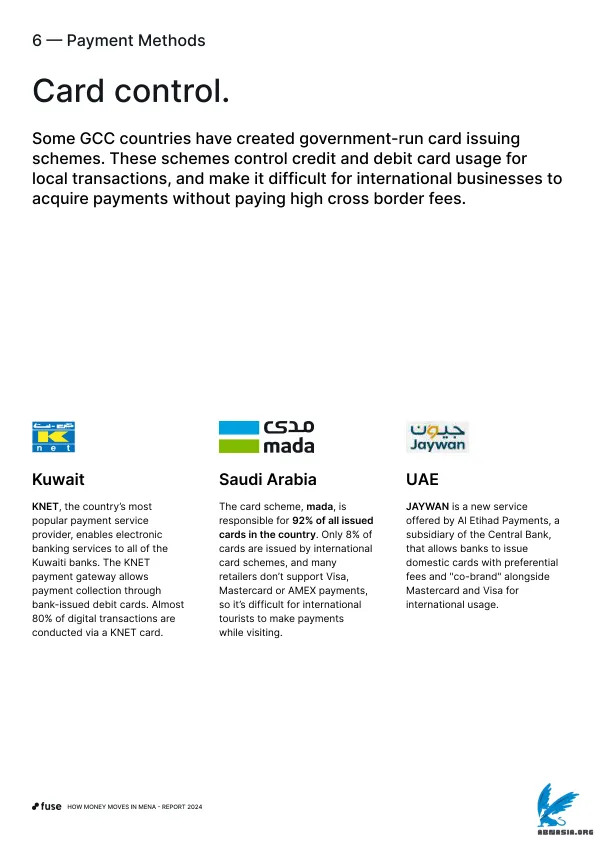 6 — Payment Methods
Card control.
Some GCC countries have created government-run card issuing
schemes. These schemes control credit and debit card usage for
local transactions, and make it difficult for international businesses to
acquire payments without paying high cross border fees.
K
net
مدى
mada
جيون
Jaywan
Kuwait
KNET, the country’s most
popular payment service
provider, enables electronic
banking services to all of the
Kuwaiti banks. The KNET
payment gateway allows
payment collection through
bank-issued debit cards. Almost
80% of digital transactions are
conducted via a KNET card.
Saudi Arabia
The card scheme, mada, is
responsible for 92% of all issued
cards in the country. Only 8% of
cards are issued by international
card schemes, and many
retailers don’t support Visa,
Mastercard or AMEX payments,
so it’s difficult for international
tourists to make payments
while visiting.
UAE
JAYWAN is a new service
offered by Al Etihad Payments, a
subsidiary of the Central Bank,
that allows banks to issue
domestic cards with preferential
fees and "co-brand" alongside
Mastercard and Visa for
international usage.
fuse HOW MONEY MOVES IN MENA - REPORT 2024
ABNASIA.ORG